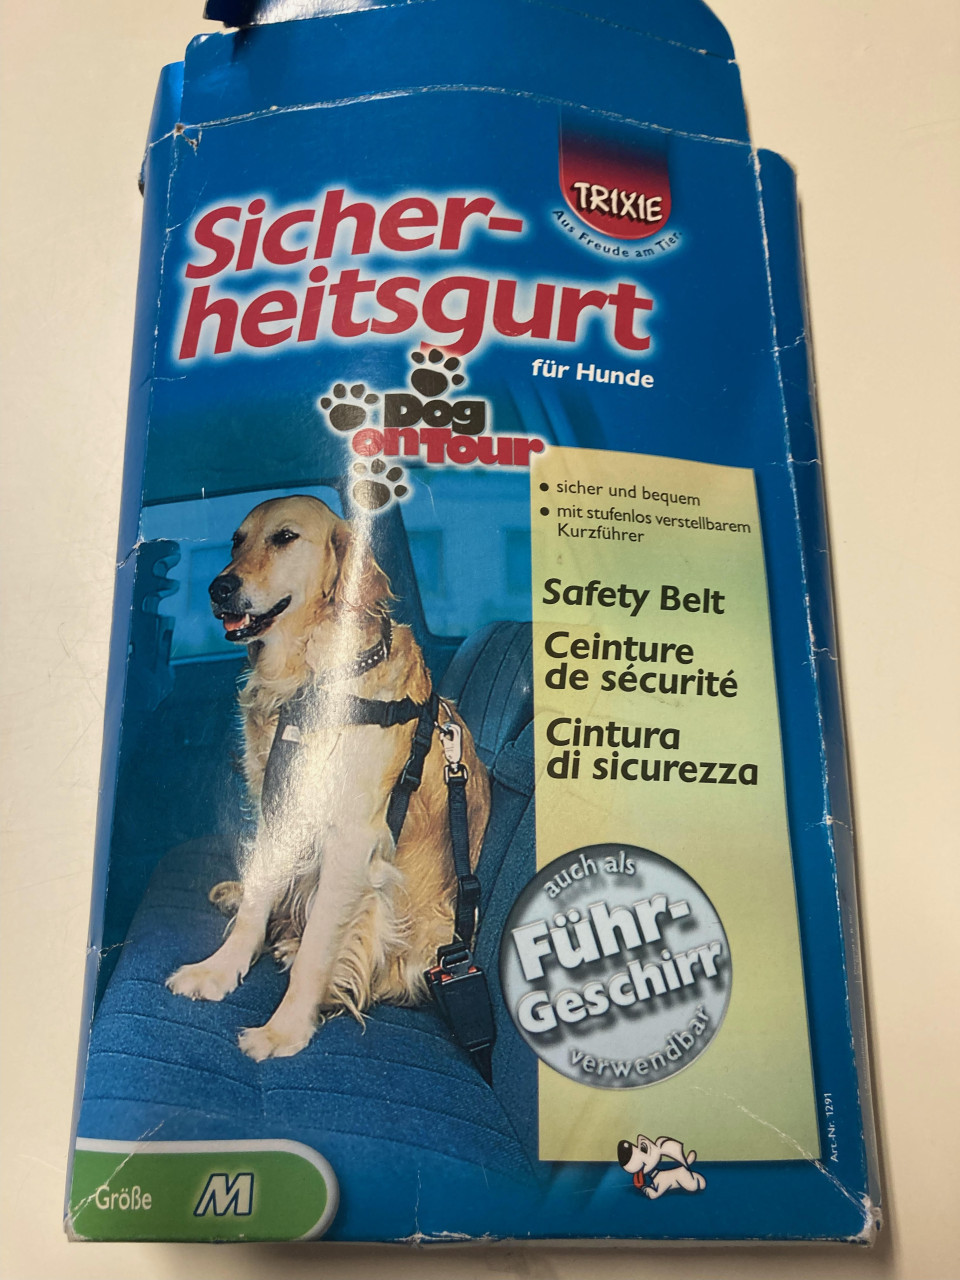 TRIXIE
Aus Freude am Tier
Sicher-
heitsgurt
für Hunde
Dog
on Tour
• sicher und bequem
• mit stufenlos verstellbarem
Kurzführer
Safety Belt
Ceinture
de sécurité
Cintura
di sicurezza
auch als
Führ-
Geschirr
verwendbar
Art.-Nr. 1291
Größe M